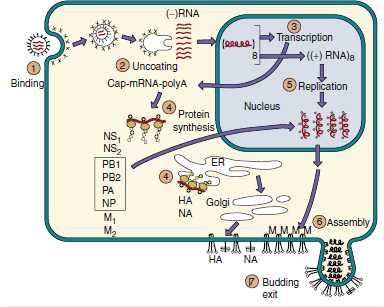 (−)RNA
3
Transcription
8
((+) RNA)8
1
Binding
2 Uncoating
Cap-mRNA-polyA
5 Replication
Nucleus
4 Protein
synthesis
NS1
NS2
PB1
PB2
PA
NP
M1
M2
ER
4
HA
NA
Golgi
6 Assembly
M M M M
HA
NA
7 Budding
exit